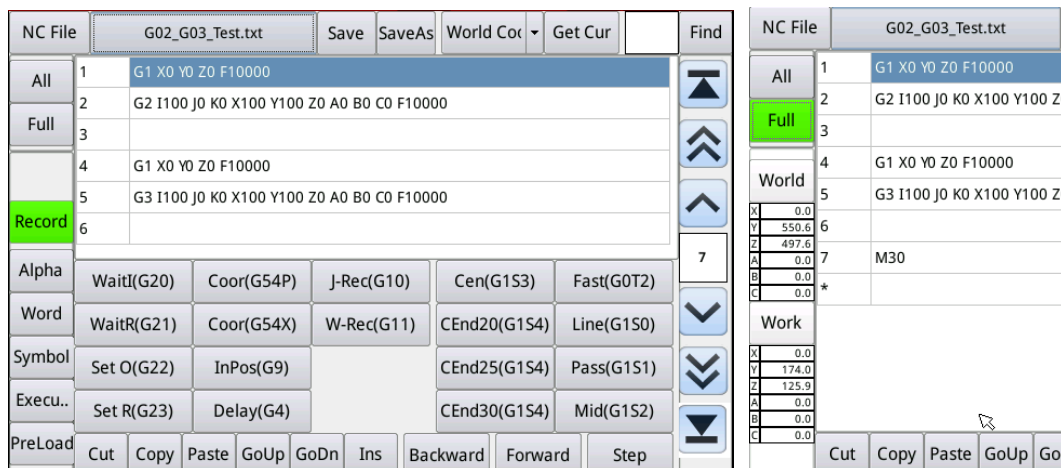 NC File G02_G03_Test.txt Save SaveAs World Coo Get Cur Find
All
Full
Record
Alpha
Word
Symbol
Execu..
PreLoad
1 G1 X0 Y0 Z0 F10000
2 G2 I100 J0 K0 X100 Y100 Z0 A0 B0 C0 F10000
3
4 G1 X0 Y0 Z0 F10000
5 G3 I100 J0 K0 X100 Y100 Z0 A0 B0 C0 F10000
6
7
WaitI(G20) Coor(G54P) J-Rec(G10) Cen(G1S3) Fast(G0T2)
WaitR(G21) Coor(G54X) W-Rec(G11) CEnd20(G1S4) Line(G1S0)
Set O(G22) InPos(G9) CEnd25(G1S4) Pass(G1S1)
Set R(G23) Delay(G4) CEnd30(G1S4) Mid(G1S2)
Cut Copy Paste GoUp GoDn Ins Backward Forward Step
NC File G02_G03_Test.txt
All
Full
World
X 0.0
Y 550.6
Z 497.6
A 0.0
B 0.0
C 0.0
Work
X 0.0
Y 174.0
Z 125.9
A 0.0
B 0.0
C 0.0
1 G1 X0 Y0 Z0 F10000
2 G2 I100 J0 K0 X100 Y100 Z
3
4 G1 X0 Y0 Z0 F10000
5 G3 I100 J0 K0 X100 Y100 Z
6
7 M30
*
Cut Copy Paste GoUp Go